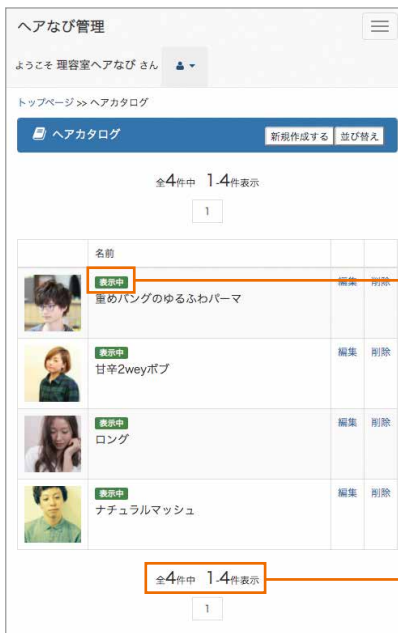 ヘアなび管理
ようこそ 理容室ヘアなび さん
トップページ >> ヘアカタログ
ヘアカタログ 新規作成する 並び替え
全4件中 1-4件表示
1
名前
表示中 編集 削除
重めバングのゆるふわパーマ
表示中 編集 削除
甘辛2weyボブ
表示中 編集 削除
ロング
表示中 編集 削除
ナチュラルマッシュ
全4件中 1-4件表示
1